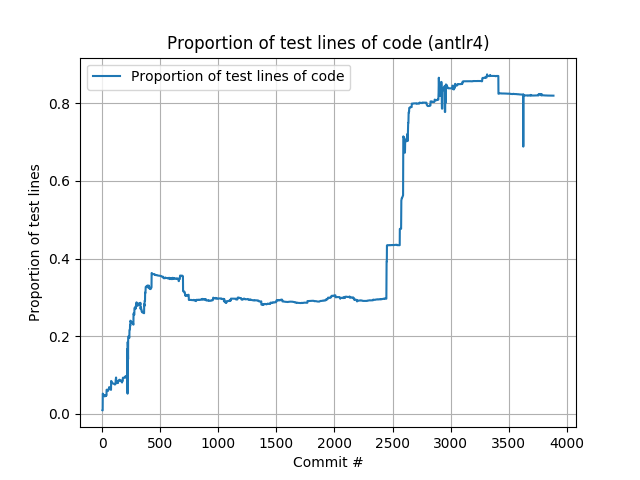 Proportion of test lines of code (antlr4)
Proportion of test lines of code
Proportion of test lines
0.8
0.6
0.4
0.2
0.0
0 500 1000 1500 2000 2500 3000 3500 4000
Commit #